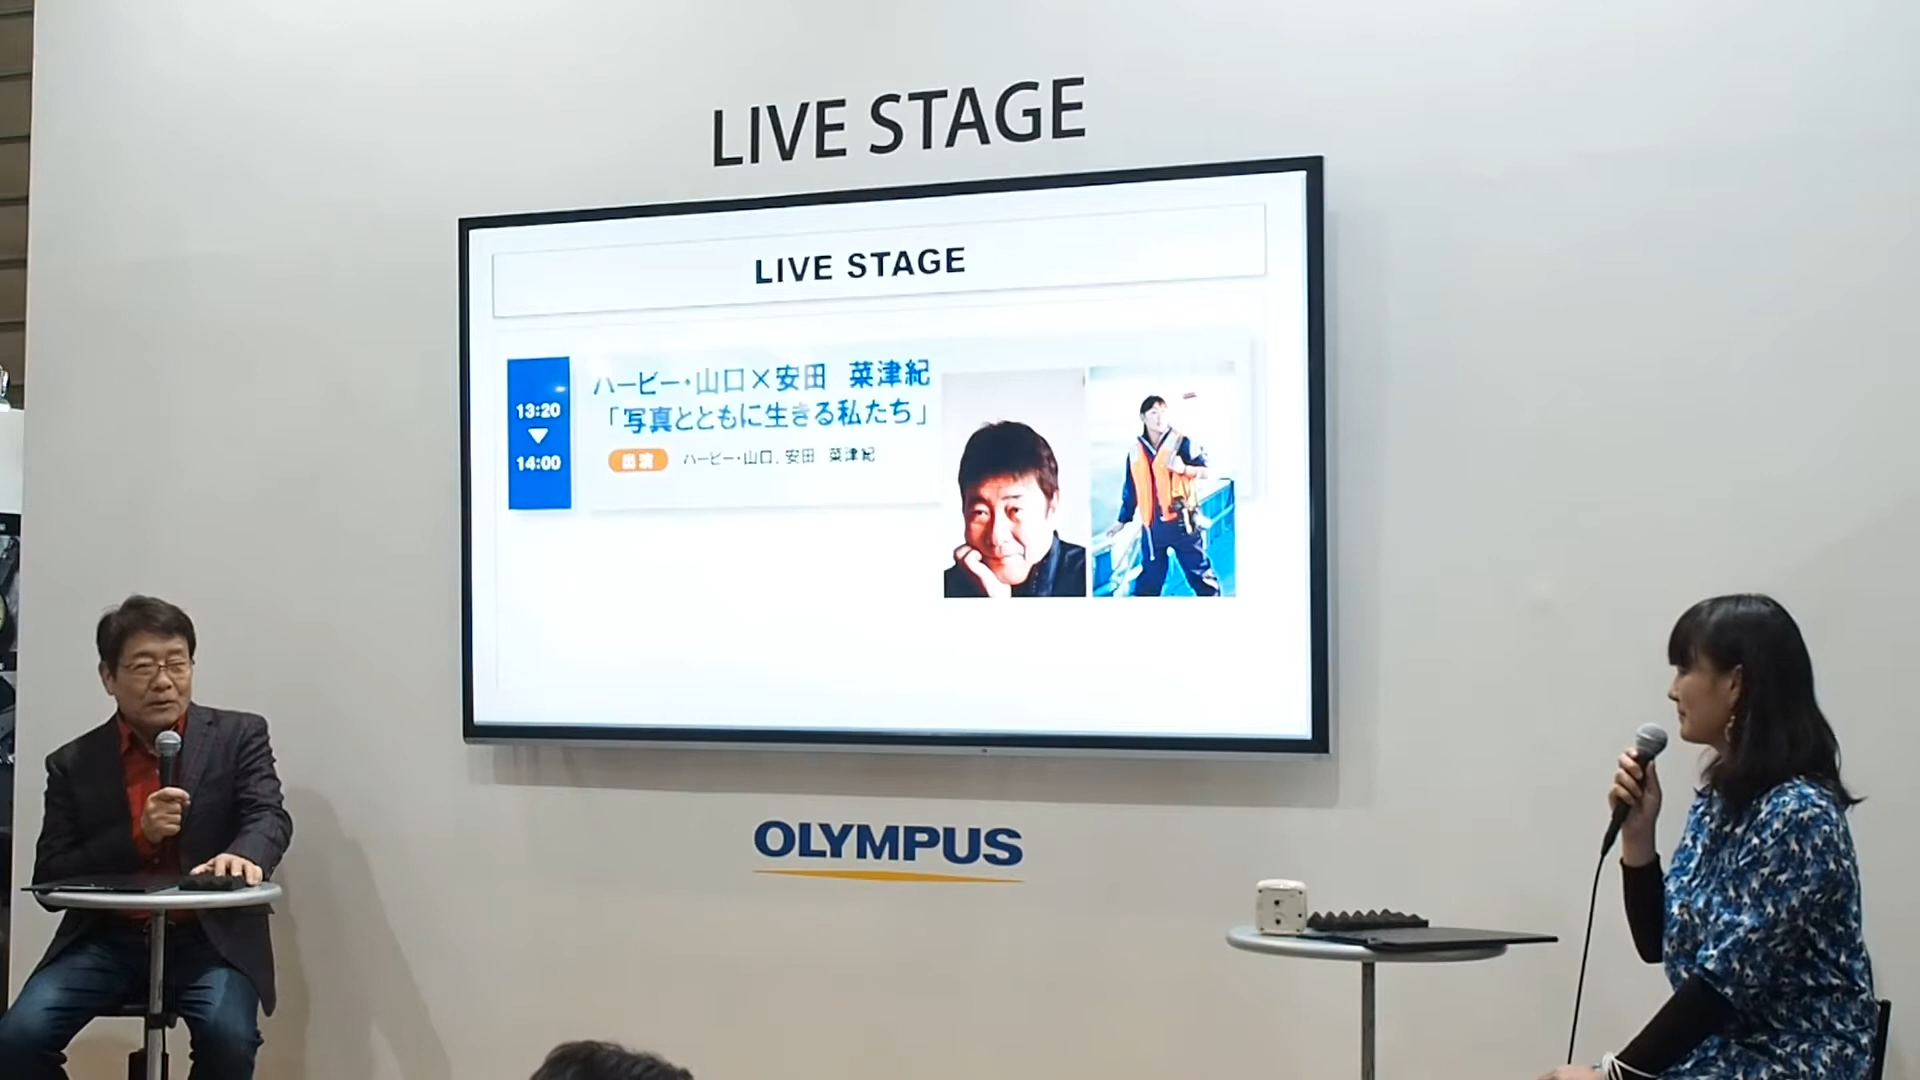 LIVE STAGE
LIVE STAGE
13:20
14:00
ハービー・山口×安田　菜津紀
「写真とともに生きる私たち」
出演 ハービー・山口、安田　菜津紀
OLYMPUS